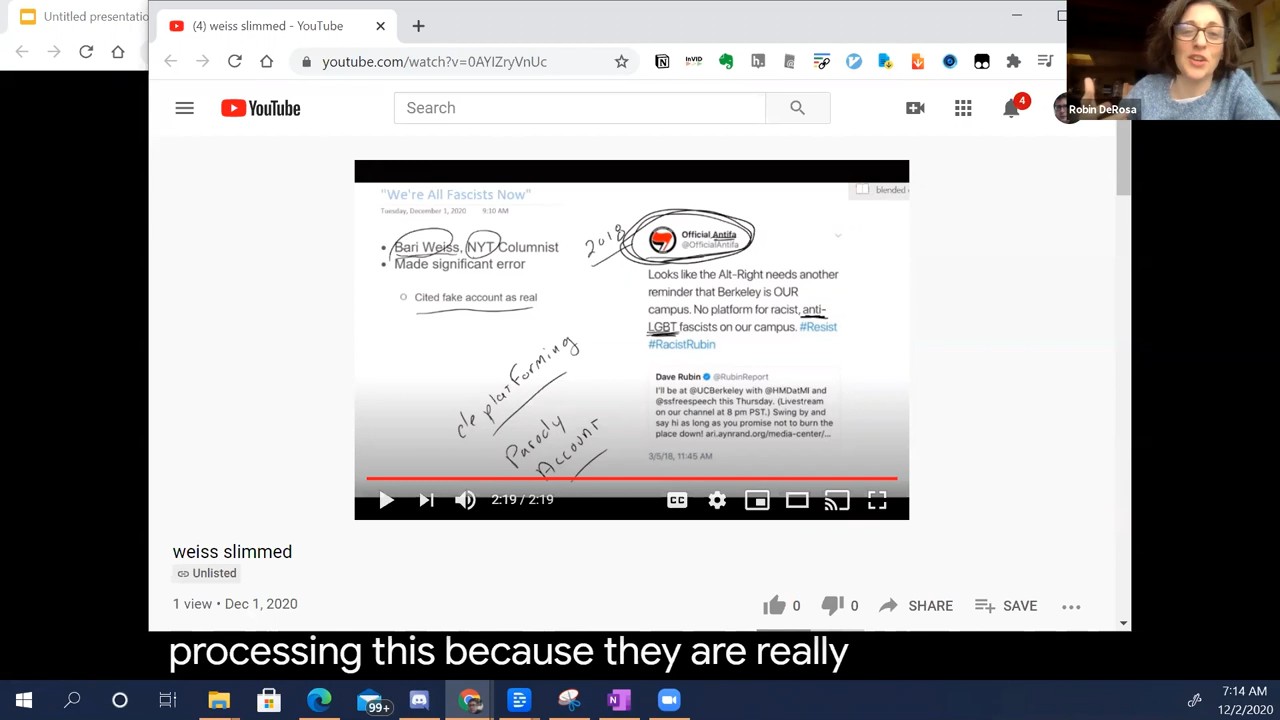 Untitled presentatio
(4) weiss slimmed - YouTube
youtube.com/watch?v=0AYIZryVnUc
InVID
YouTube
Search
4
Robin DeRosa
"We're All Fascists Now"
Tuesday, December 1, 2020 9:10 AM
blended
• Bari Weiss, NYT Columnist
• Made significant error
Cited fake account as real
2018
Official Antifa
@OfficialAntifa
Looks like the Alt-Right needs another
reminder that Berkeley is OUR
campus. No platform for racist, anti-
LGBT fascists on our campus. #Resist
#RacistRubin
Dave Rubin @RubinReport
I'll be at @UCBerkeley with @HMDatMI and
@ssfreespeech this Thursday. (Livestream
on our channel at 8 pm PST.) Swing by and
say hi as long as you promise not to burn the
place down! ari.aynrand.org/media-center/...
3/5/18, 11:45 AM
deplatforming
Parody
Account
2:19 / 2:19
CC
weiss slimmed
Unlisted
1 view • Dec 1, 2020
0
0
SHARE
SAVE
processing this because they are really
99+
7:14 AM
12/2/2020